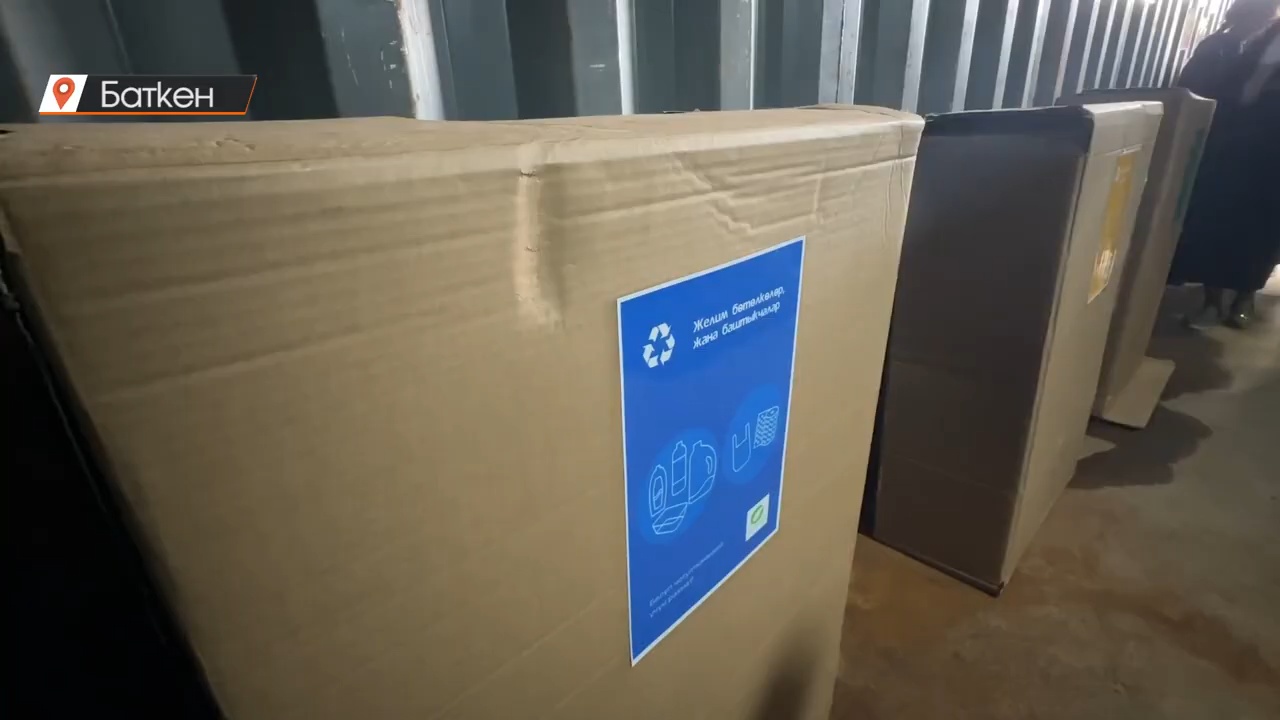 Баткен
Желим бөтөлкөлөр,
жана баштыкчалар